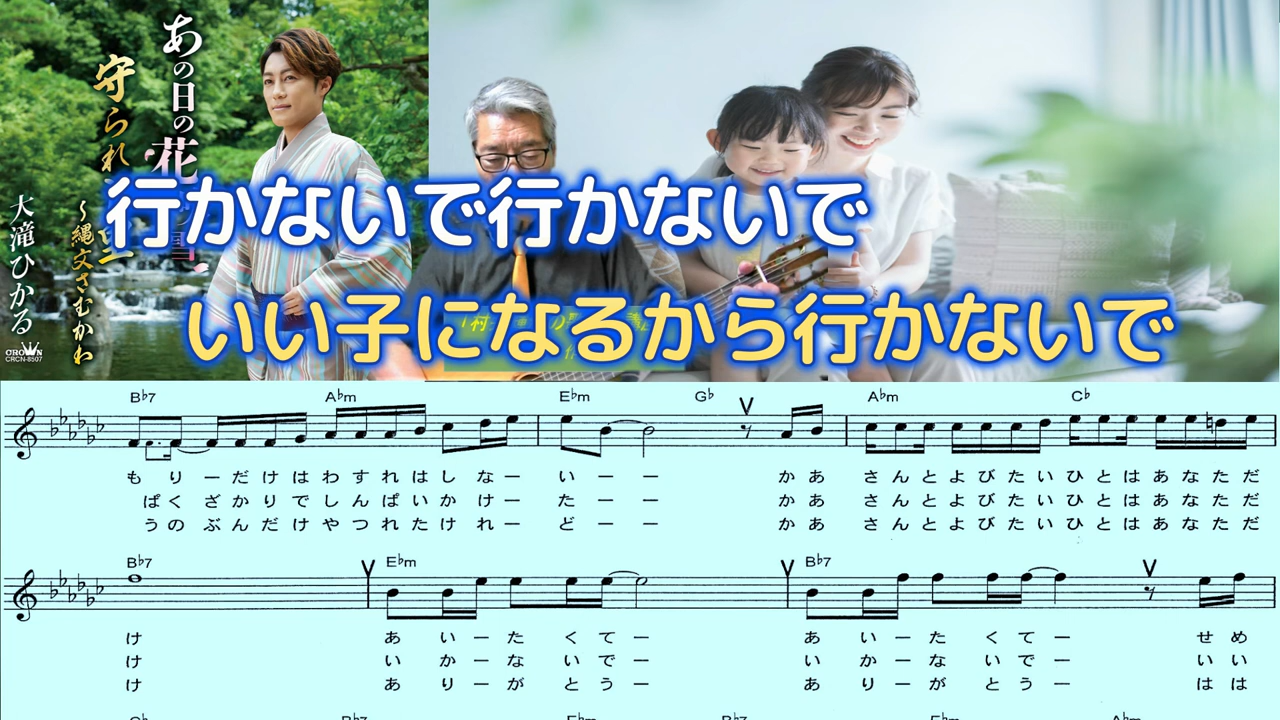 あの日の花
守られ
～縄文さむかわ
大滝ひかる
CROWN
CRCN-8507
行かないで行かないで
いい子になるから行かないで
B♭7 A♭m E♭m G♭ A♭m C♭
もりーだけはわすれはしなーいーー かあさんとよびたいひとはあなただ
ぱくざかりでしんぱいかけーたーー かあさんとよびたいひとはあなただ
うのぶんだけやつれたけれーどーー かあさんとよびたいひとはあなただ
B♭7 E♭m B♭7
け あいーたくてー あいーたくてー せめ
け いかーないでー いかーないでー いい
け ありーがとうー ありーがとうー はは